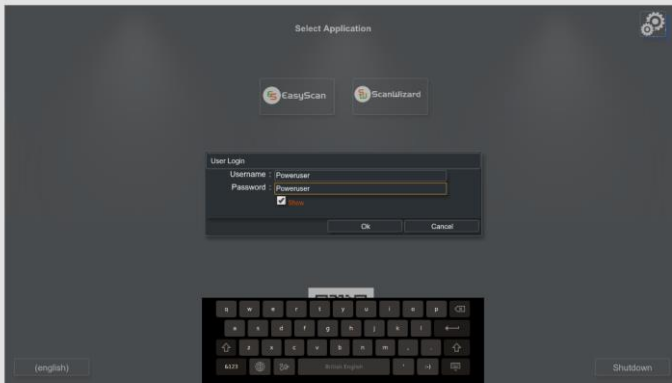 Select Application
EasyScan
ScanWizard
User Login
Username : Poweruser
Password : Poweruser
Show
Ok
Cancel
q w e r t y u i o p
a s d f g h j k l
z x c v b n m , .
&123 British English ' :-)
(english)
Shutdown